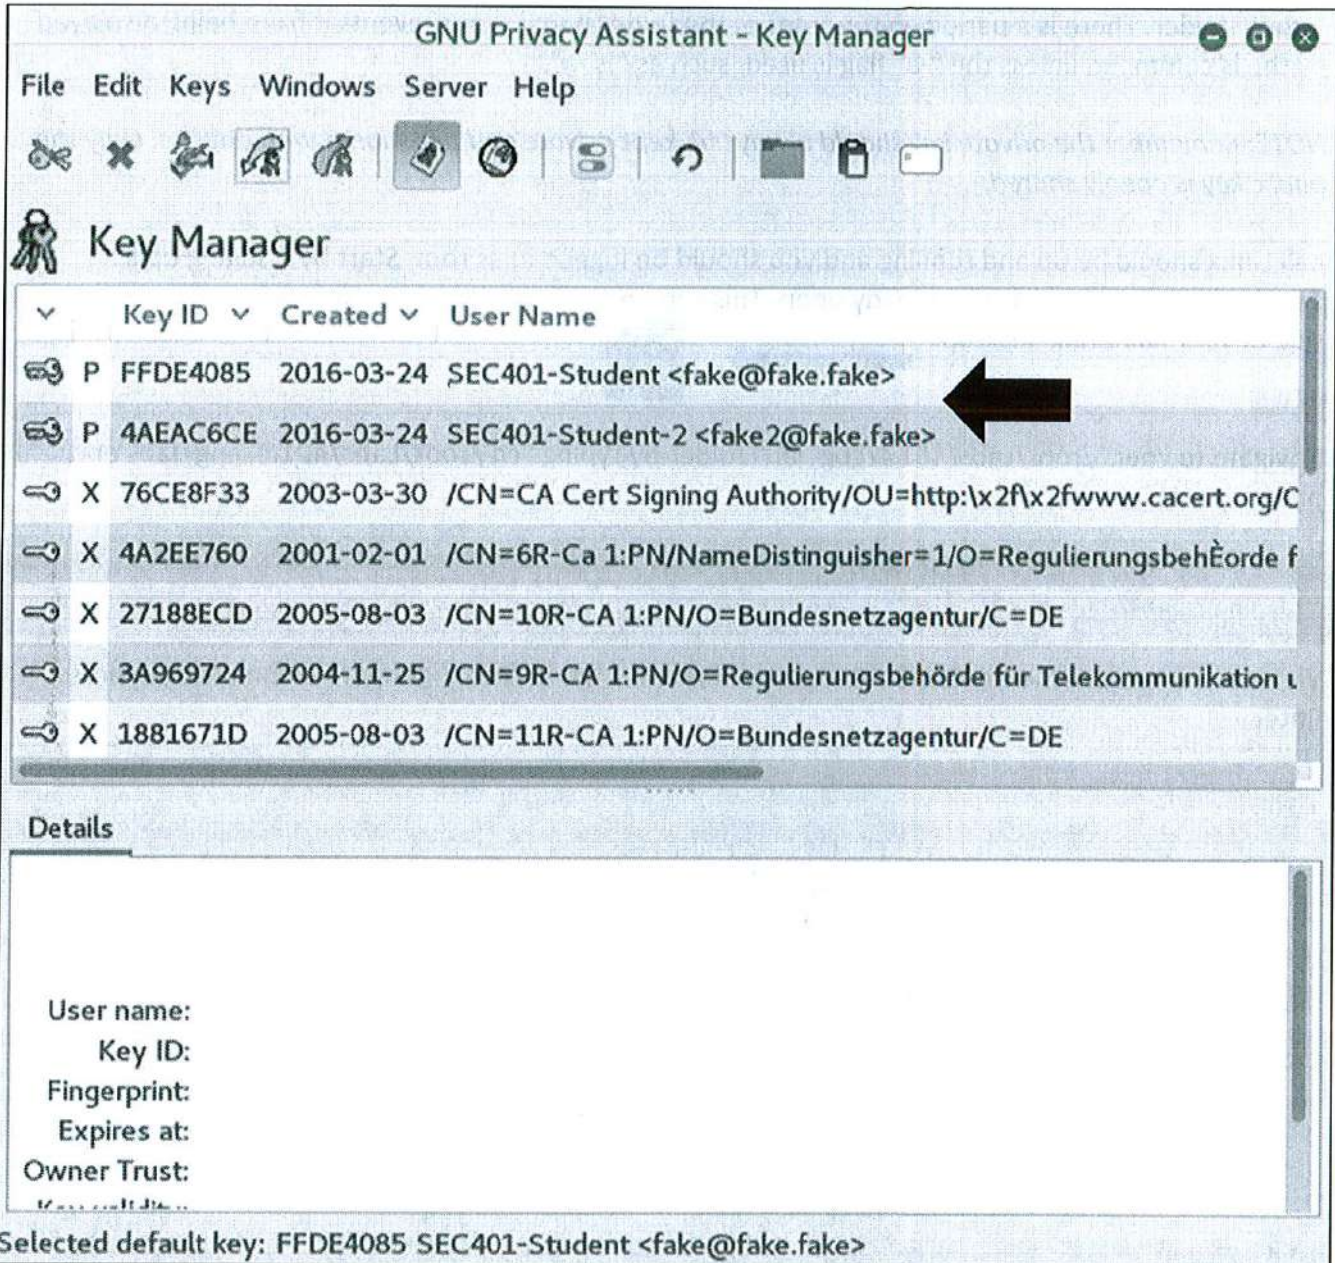 GNU Privacy Assistant - Key Manager
File Edit Keys Windows Server Help
Key Manager
Key ID Created User Name
P FFDE4085 2016-03-24 SEC401-Student <fake@fake.fake>
P 4AEAC6CE 2016-03-24 SEC401-Student-2 <fake2@fake.fake>
X 76CE8F33 2003-03-30 /CN=CA Cert Signing Authority/OU=http:\x2f\x2fwww.cacert.org/C
X 4A2EE760 2001-02-01 /CN=6R-Ca 1:PN/NameDistinguisher=1/O=RegulierungsbehÈorde f
X 27188ECD 2005-08-03 /CN=10R-CA 1:PN/O=Bundesnetzagentur/C=DE
X 3A969724 2004-11-25 /CN=9R-CA 1:PN/O=Regulierungsbehörde für Telekommunikation u
X 1881671D 2005-08-03 /CN=11R-CA 1:PN/O=Bundesnetzagentur/C=DE
Details
User name:
Key ID:
Fingerprint:
Expires at:
Owner Trust:
Selected default key: FFDE4085 SEC401-Student <fake@fake.fake>